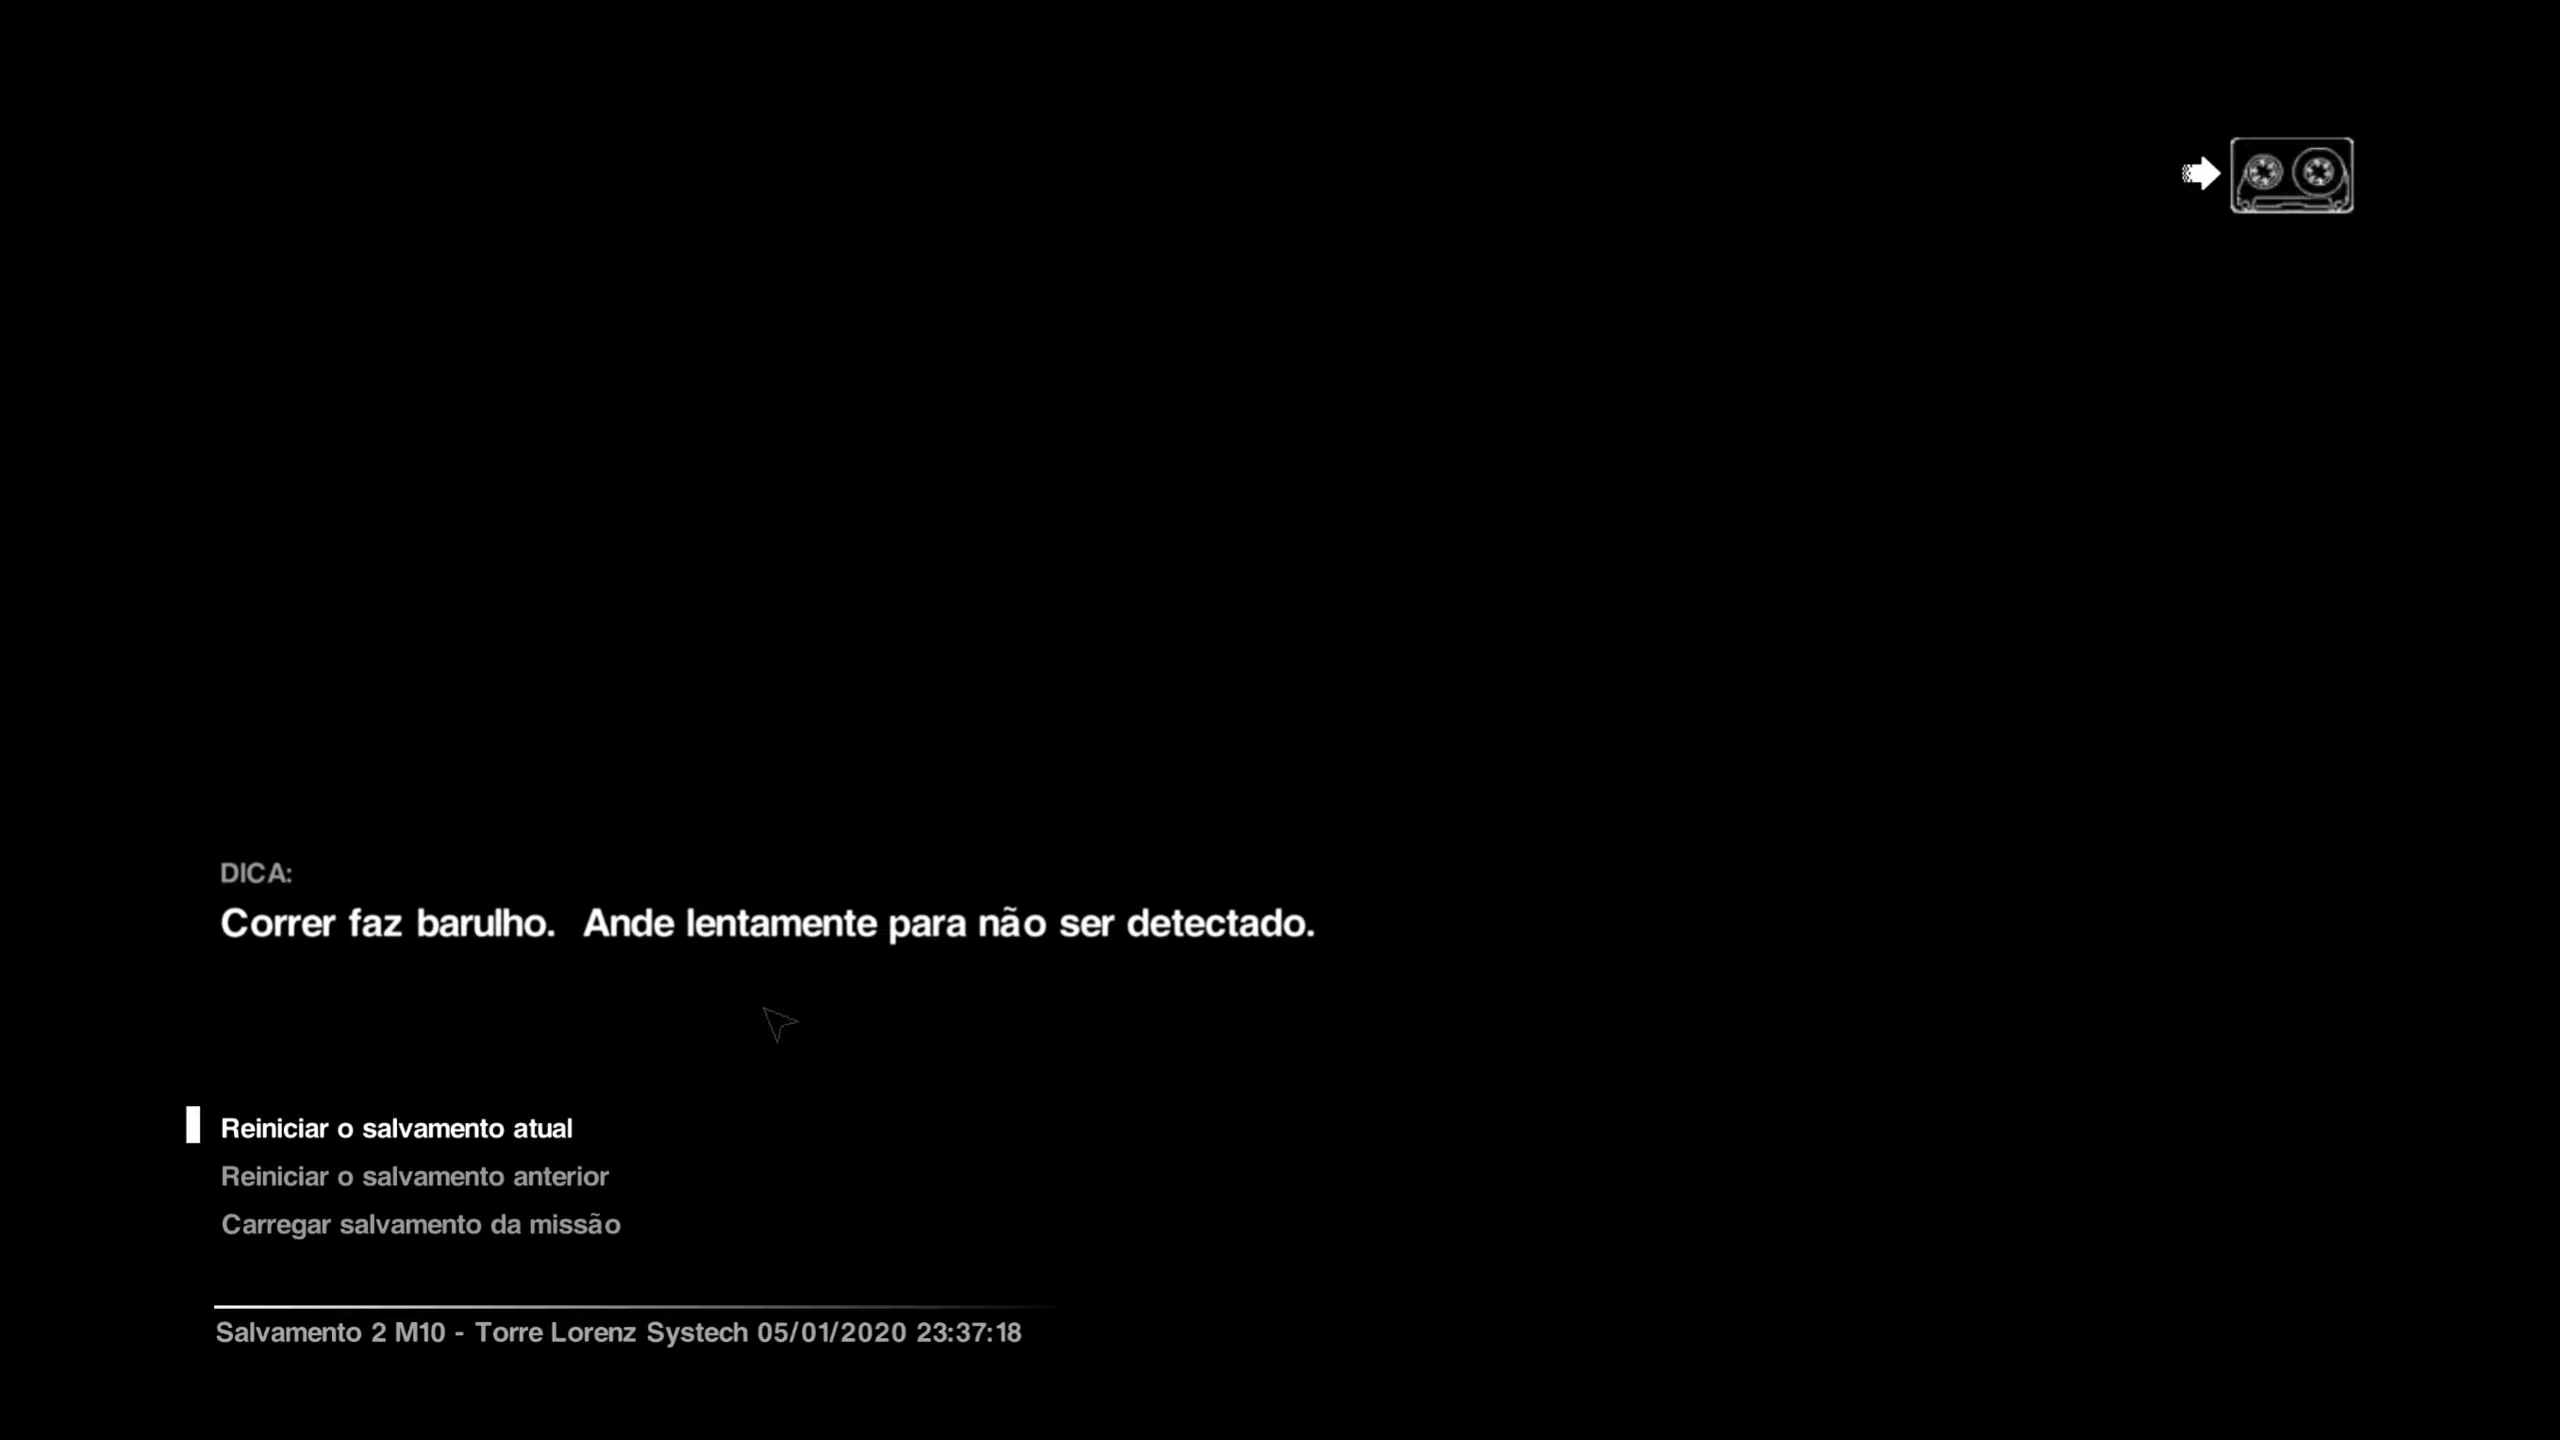 DICA:
Correr faz barulho.  Ande lentamente para não ser detectado.
Reiniciar o salvamento atual
Reiniciar o salvamento anterior
Carregar salvamento da missão
Salvamento 2 M10 - Torre Lorenz Systech 05/01/2020 23:37:18